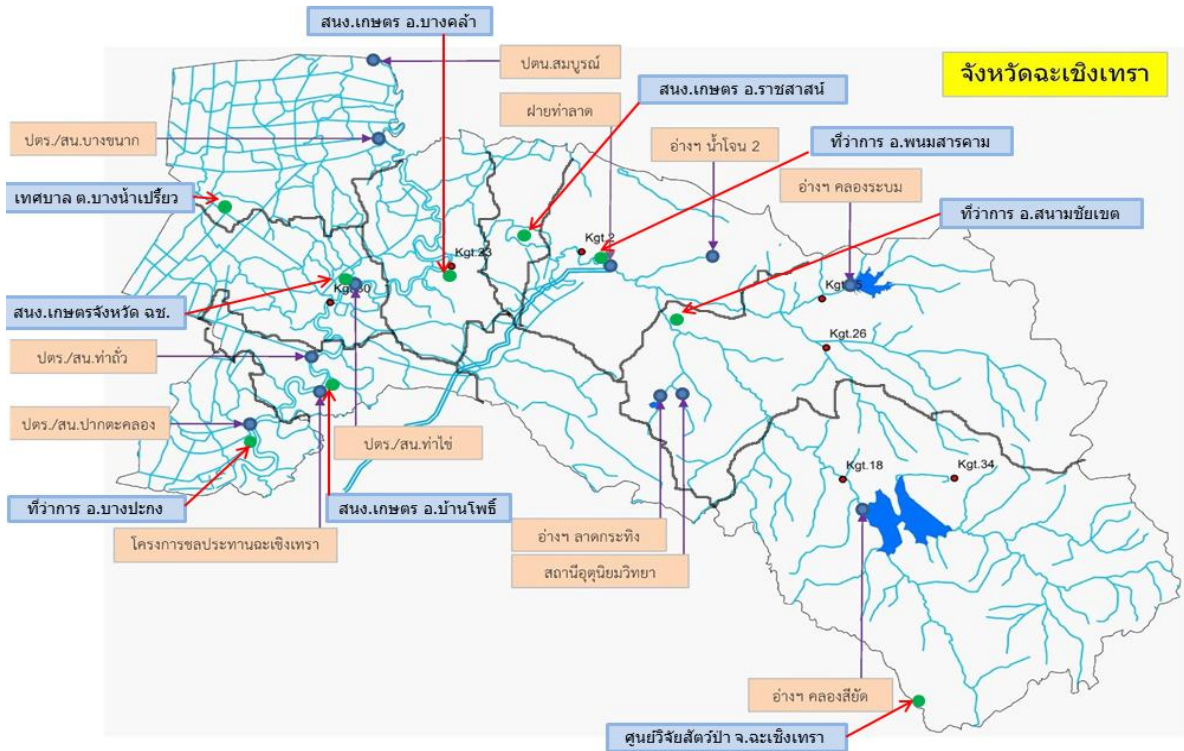 สนง.เกษตร อ.บางคล้า
ปตน.สมบูรณ์
จังหวัดฉะเชิงเทรา
สนง.เกษตร อ.ราชสาสน์
ฝายท่าลาด
ปตร./สน.บางขนาก
อ่างฯ น้ำโจน 2
ที่ว่าการ อ.พนมสารคาม
อ่างฯ คลองระบม
เทศบาล ต.บางน้ำเปรี้ยว
ที่ว่าการ อ.สนามชัยเขต
Kgt.2
Kgt.23
สนง.เกษตรจังหวัด ฉช.
Kgt.26
ปตร./สน.ท่าถั่ว
ปตร./สน.ปากตะคลอง
ปตร./สน.ท่าไข่
Kgt.18
Kgt.34
ที่ว่าการ อ.บางปะกง
สนง.เกษตร อ.บ้านโพธิ์
โครงการชลประทานฉะเชิงเทรา
อ่างฯ ลาดกระทิง
สถานีอุตุนิยมวิทยา
อ่างฯ คลองสียัด
ศูนย์วิจัยสัตว์ป่า จ.ฉะเชิงเทรา